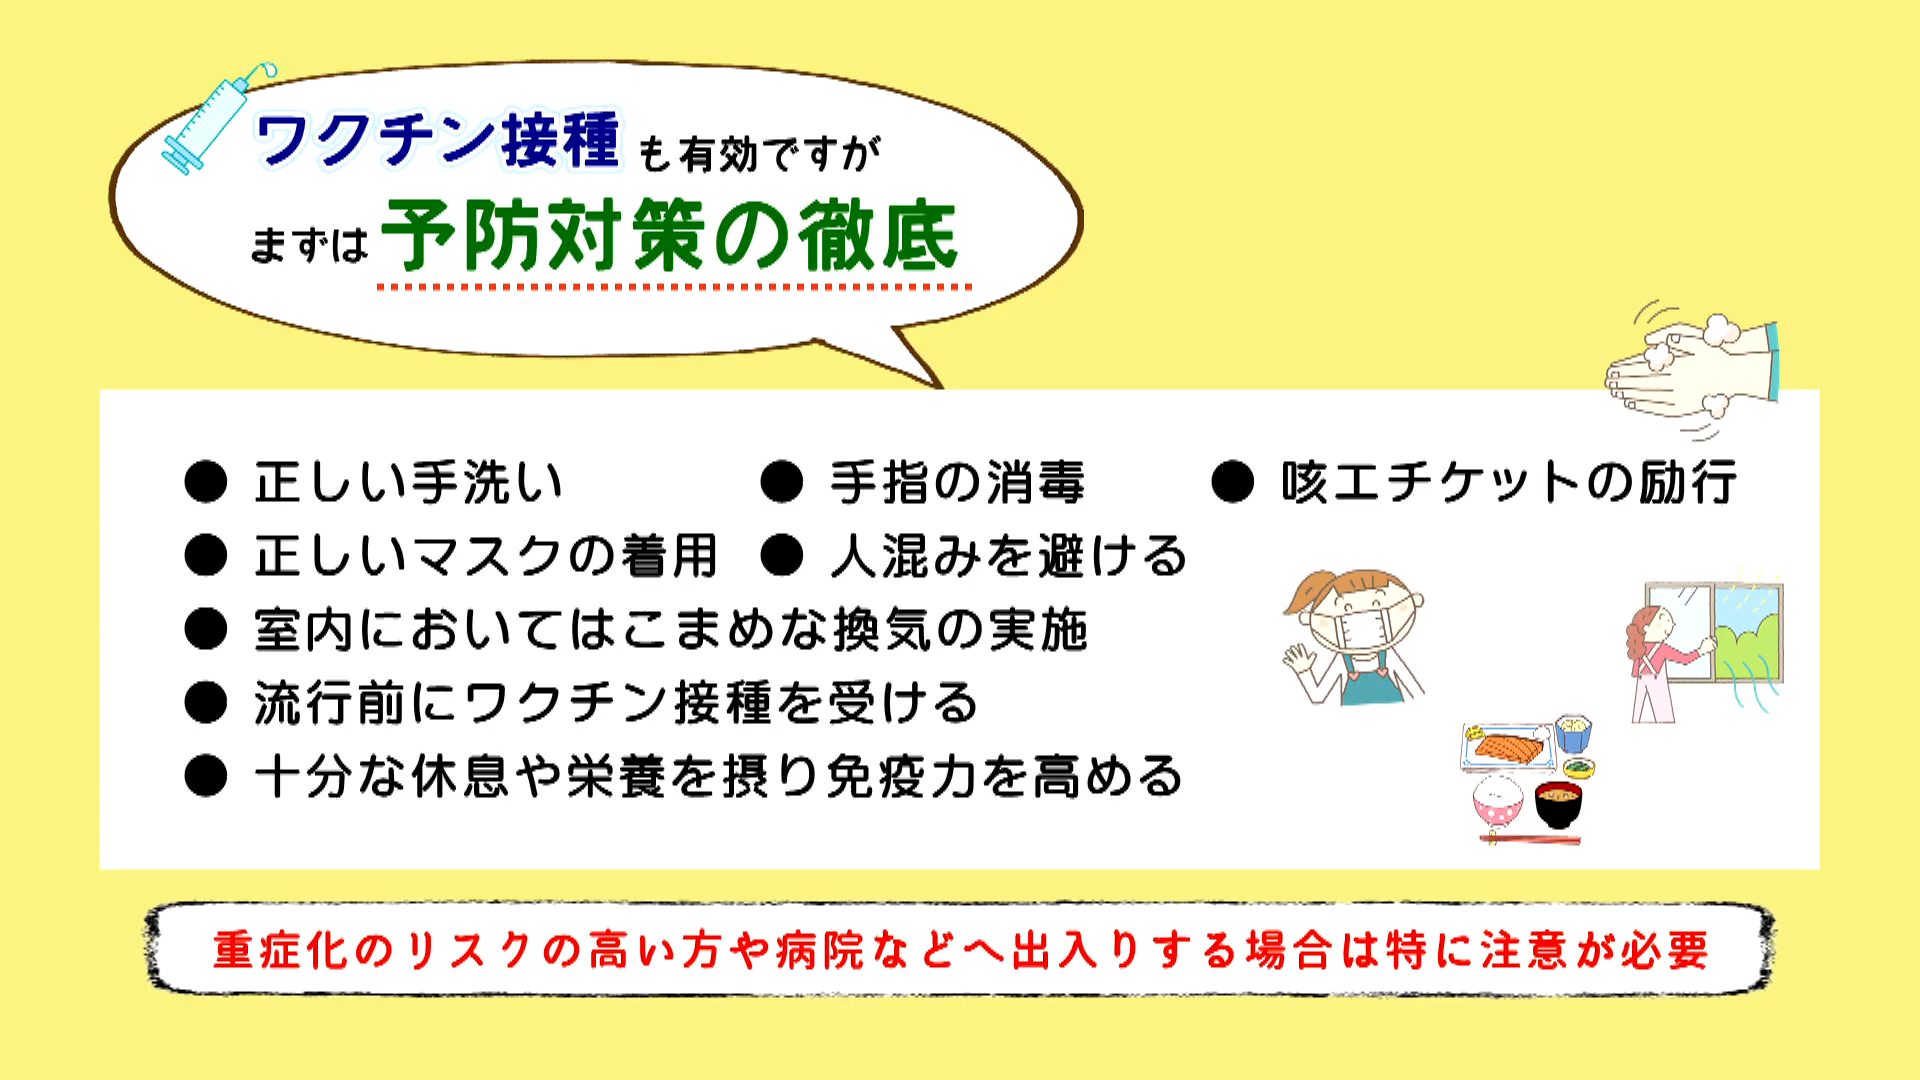 ワクチン接種 も有効ですが
まずは 予防対策の徹底
● 正しい手洗い ● 手指の消毒 ● 咳エチケットの励行
● 正しいマスクの着用 ● 人混みを避ける
● 室内においてはこまめな換気の実施
● 流行前にワクチン接種を受ける
● 十分な休息や栄養を摂り免疫力を高める
重症化のリスクの高い方や病院などへ出入りする場合は特に注意が必要